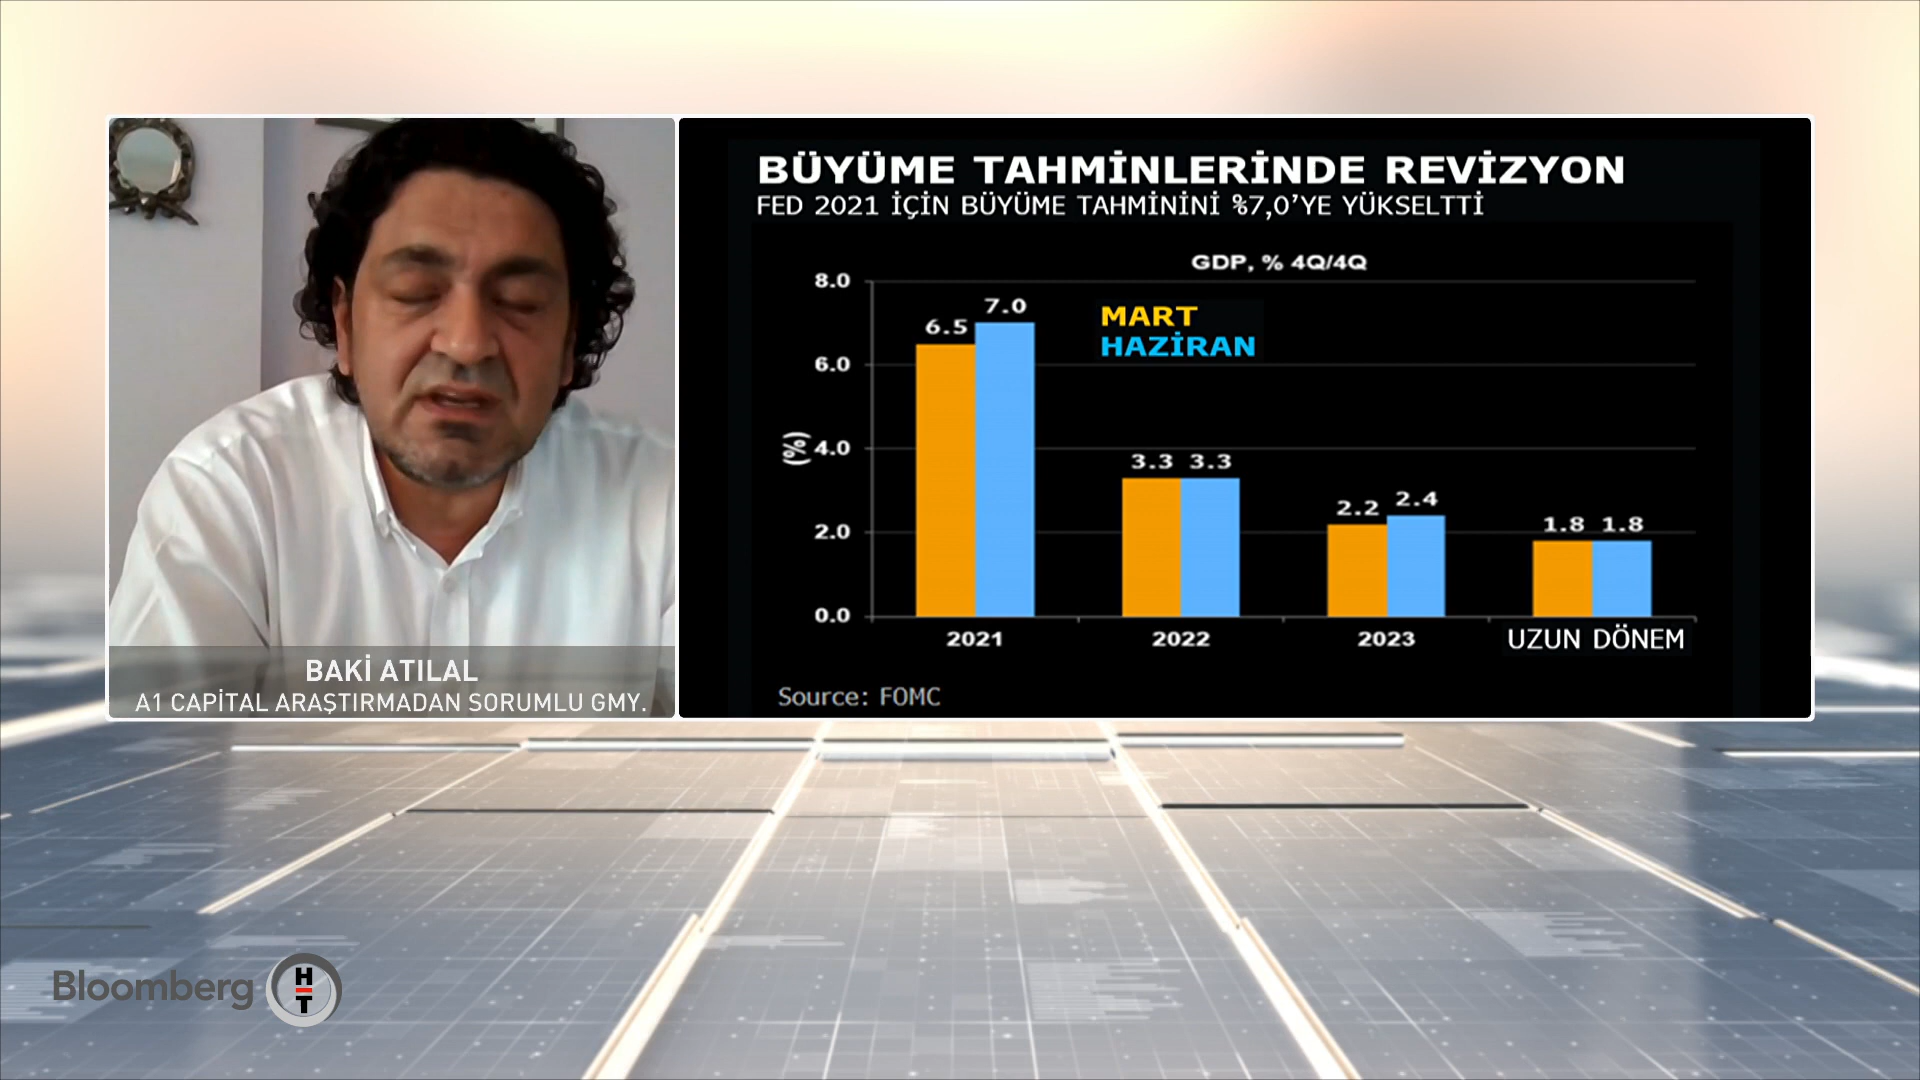 BÜYÜME TAHMİNLERİNDE REVİZYON
FED 2021 İÇİN BÜYÜME TAHMİNİNİ %7,0'YE YÜKSELTTİ
GDP, % 4Q/4Q
MART
HAZİRAN
(%)
8.0
6.0
4.0
2.0
0.0
6.5 7.0
3.3 3.3
2.2 2.4
1.8 1.8
2021 2022 2023 UZUN DÖNEM
Source: FOMC
BAKİ ATILAL
A1 CAPİTAL ARAŞTIRMADAN SORUMLU GMY.
Bloomberg HT